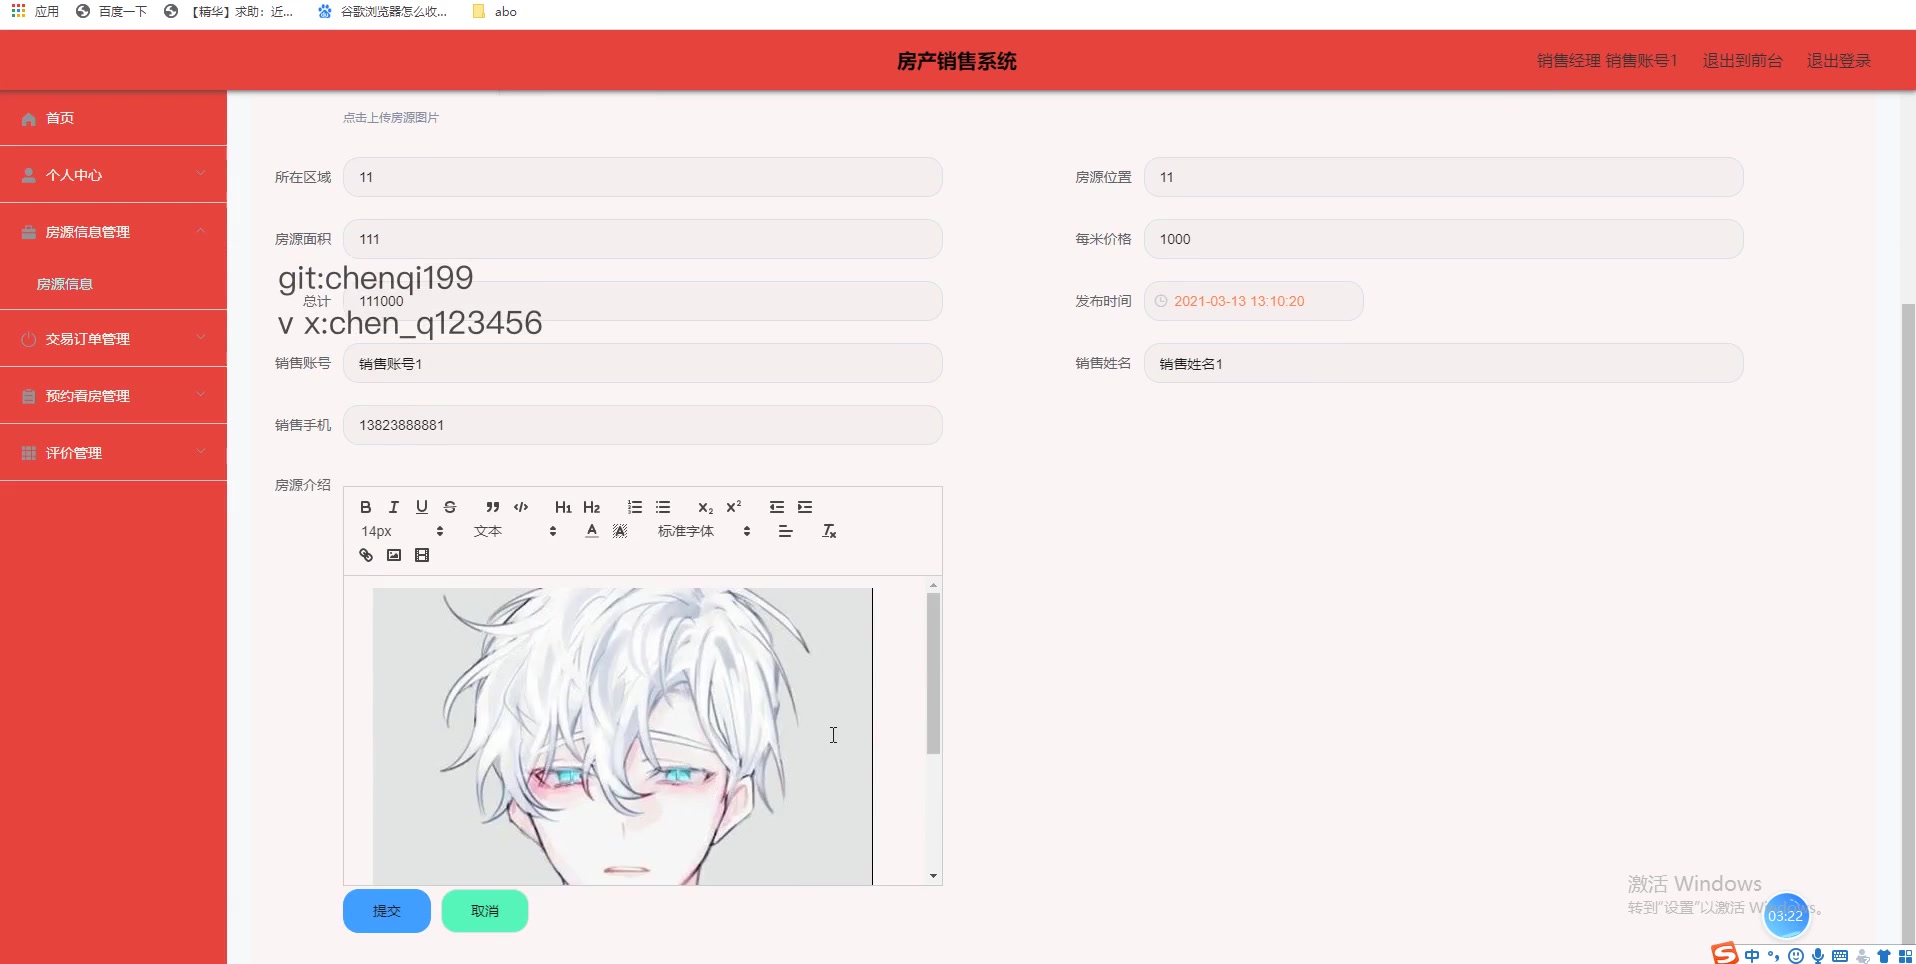 应用 百度一下 【精华】求助：近... 谷歌浏览器怎么收... abo
房产销售系统
销售经理 销售账号1 退出到前台 退出登录
首页
个人中心
房源信息管理
房源信息
交易订单管理
预约看房管理
评价管理
点击上传房源图片
所在区域 11 房源位置 11
房源面积 111 每米价格 1000
git:chenqi199
总计 111000 发布时间 2021-03-13 13:10:20
v x:chen_q123456
销售账号 销售账号1 销售姓名 销售姓名1
销售手机 13823888881
房源介绍
B I U S H1 H2 x₂ x²
14px 文本 A A 标准字体
提交 取消
激活 Windows
转到"设置"以激活 Windows。
03:22
中